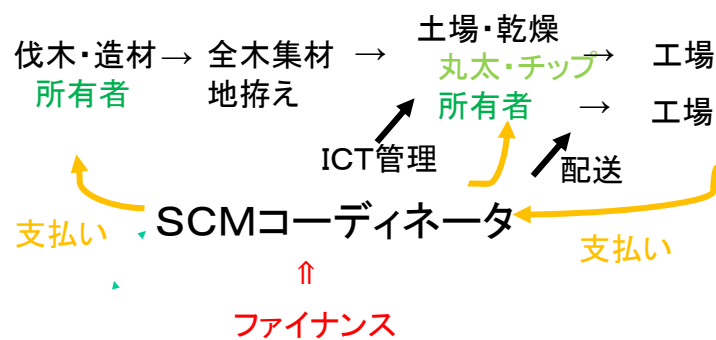 伐木・造材→ 全木集材 → 土場・乾燥 → 工場
所有者 地拵え 丸太・チップ
所有者 → 工場
ICT管理 配送
支払い SCMコーディネータ 支払い
⇑
ファイナンス